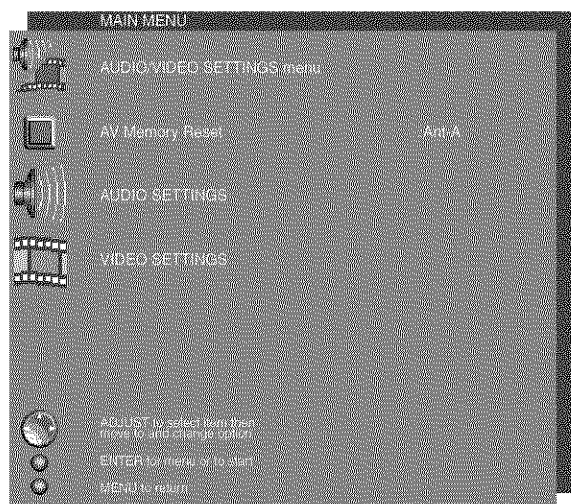 MAIN MENU
AUDIO/VIDEO SETTINGS menu
AV Memory Reset Ant-A
AUDIO SETTINGS
VIDEO SETTINGS
ADJUST to select item then
move to and change option
ENTER for menu or to start
MENU to return